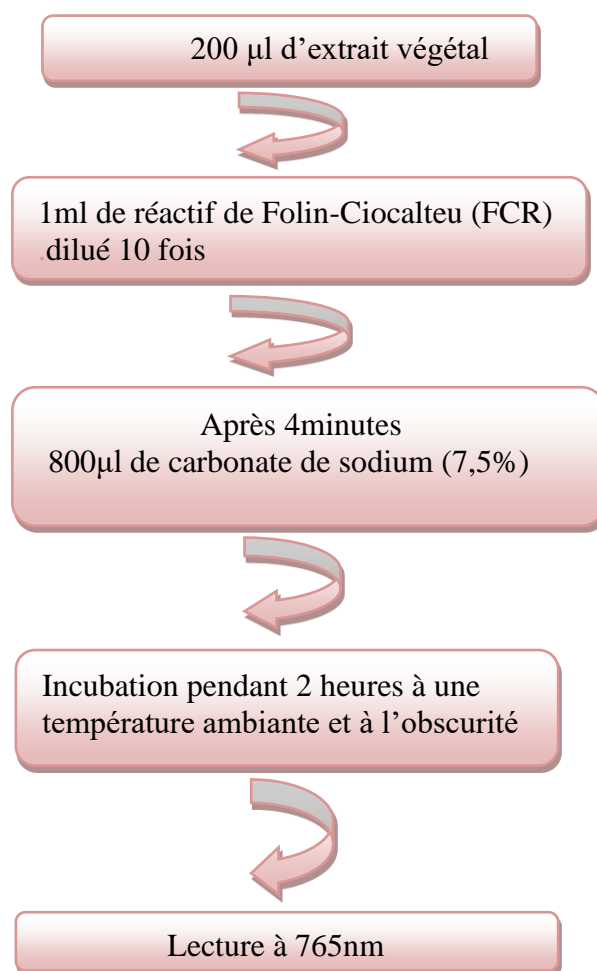 200 µl d’extrait végétal
1ml de réactif de Folin-Ciocalteu (FCR)
.dilué 10 fois
Après 4minutes
800µl de carbonate de sodium (7,5%)
Incubation pendant 2 heures à une
température ambiante et à l’obscurité
Lecture à 765nm